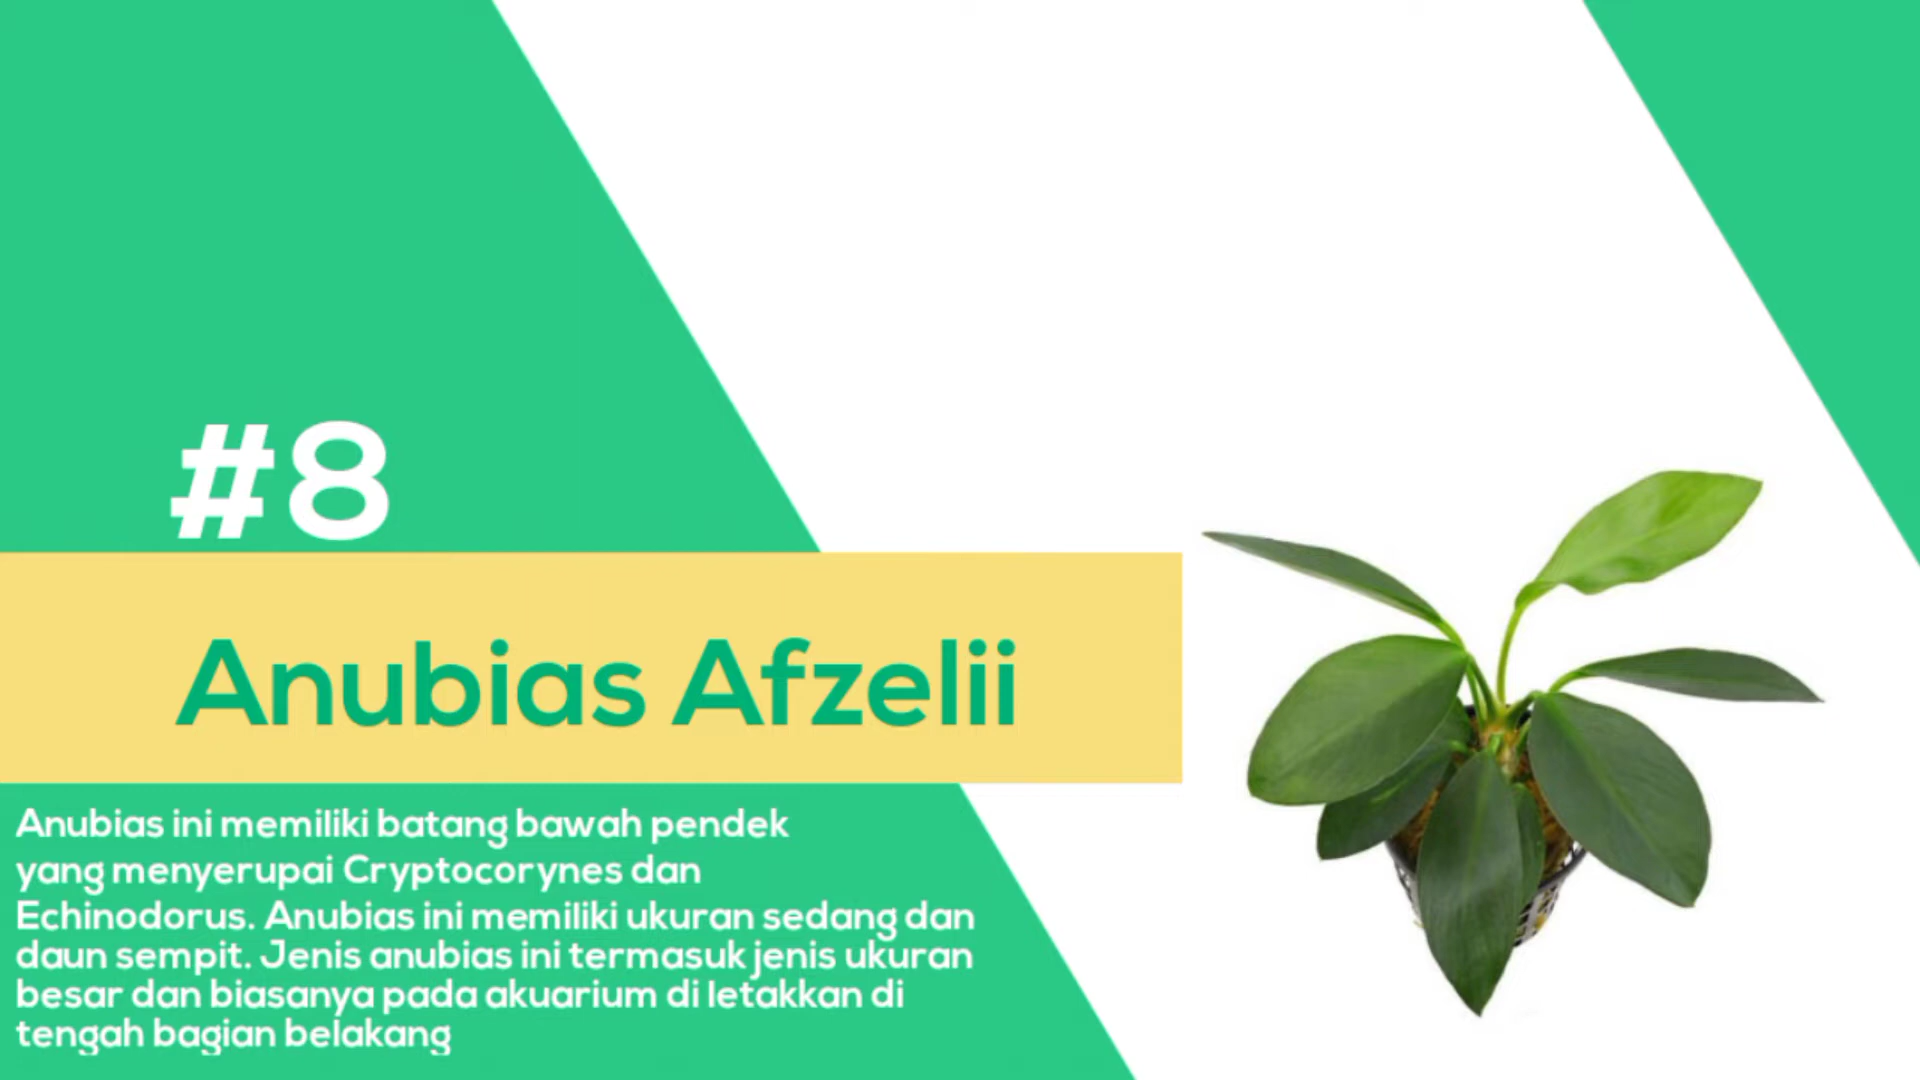 #8
Anubias Afzelii
Anubias ini memiliki batang bawah pendek
yang menyerupai Cryptocorynes dan
Echinodorus. Anubias ini memiliki ukuran sedang dan
daun sempit. Jenis anubias ini termasuk jenis ukuran
besar dan biasanya pada akuarium di letakkan di
tengah bagian belakang